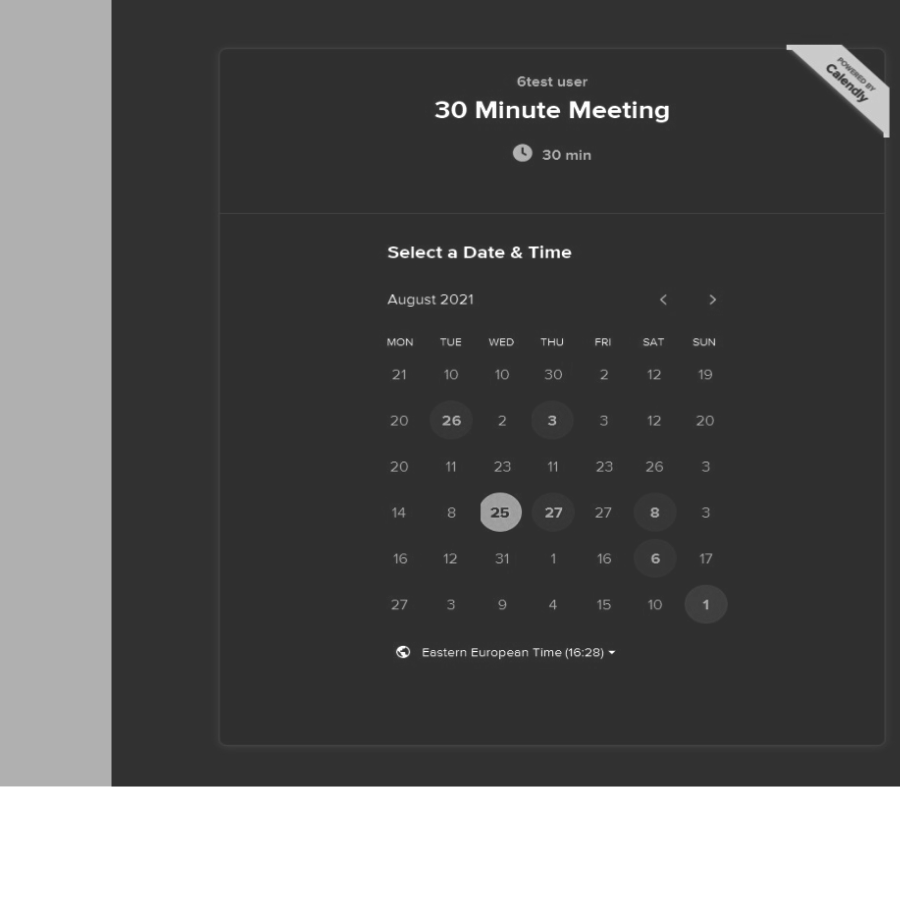 POWERED BY
Calendly
6test user
30 Minute Meeting
30 min
Select a Date & Time
August 2021
MON TUE WED THU FRI SAT SUN
21 10 10 30 2 12 19
20 26 2 3 3 12 20
20 11 23 11 23 26 3
14 8 25 27 27 8 3
16 12 31 1 16 6 17
27 3 9 4 15 10 1
Eastern European Time (16:28)